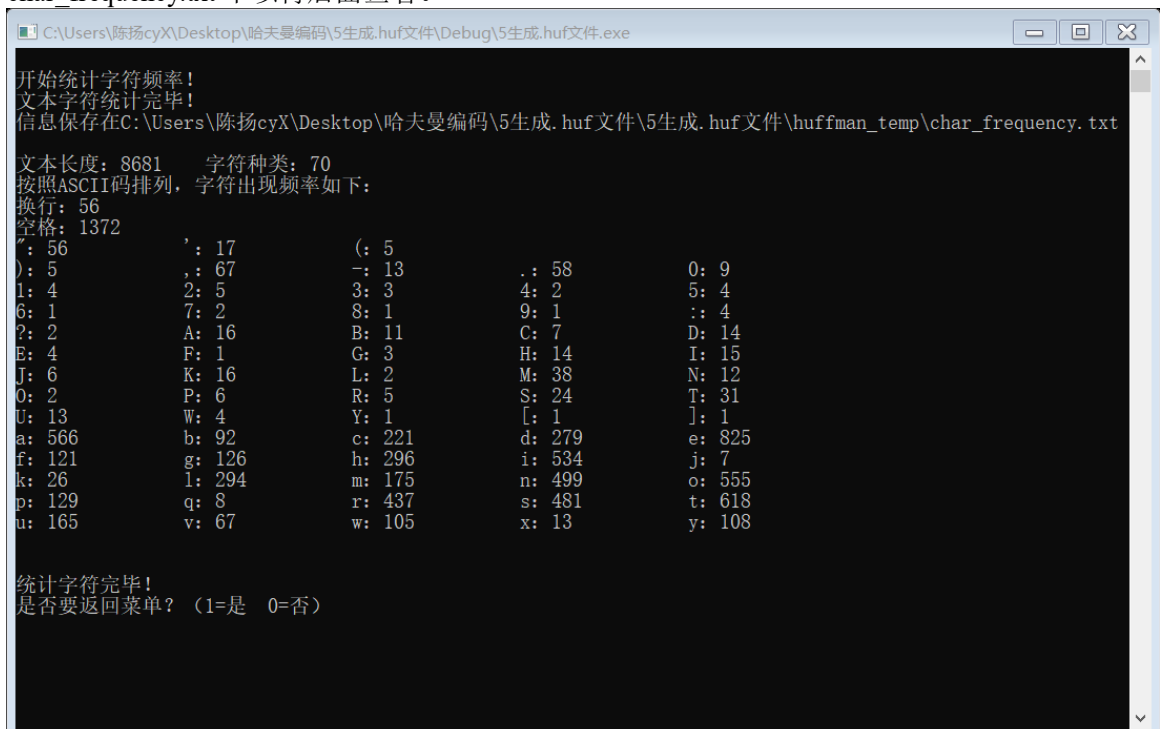 C:\Users\陈扬cyX\Desktop\哈夫曼编码\5生成.huf文件\Debug\5生成.huf文件.exe
开始统计字符频率!
文本字符统计完毕!
信息保存在C:\Users\陈扬cyX\Desktop\哈夫曼编码\5生成.huf文件\5生成.huf文件\huffman_temp\char_frequency.txt
文本长度: 8681 字符种类: 70
按照ASCII码排列, 字符出现频率如下:
换行: 56
空格: 1372
": 56 ': 17 (: 5
): 5 ,: 67 -: 13 .: 58 0: 9
1: 4 2: 5 3: 3 4: 2 5: 4
6: 1 7: 2 8: 1 9: 1 :: 4
?: 2 A: 16 B: 11 C: 7 D: 14
E: 4 F: 1 G: 3 H: 14 I: 15
J: 6 K: 16 L: 2 M: 38 N: 12
O: 2 P: 6 R: 5 S: 24 T: 31
U: 13 W: 4 Y: 1 [: 1 ]: 1
a: 566 b: 92 c: 221 d: 279 e: 825
f: 121 g: 126 h: 296 i: 534 j: 7
k: 26 l: 294 m: 175 n: 499 o: 555
p: 129 q: 8 r: 437 s: 481 t: 618
u: 165 v: 67 w: 105 x: 13 y: 108
统计字符完毕!
是否要返回菜单? (1=是 0=否)